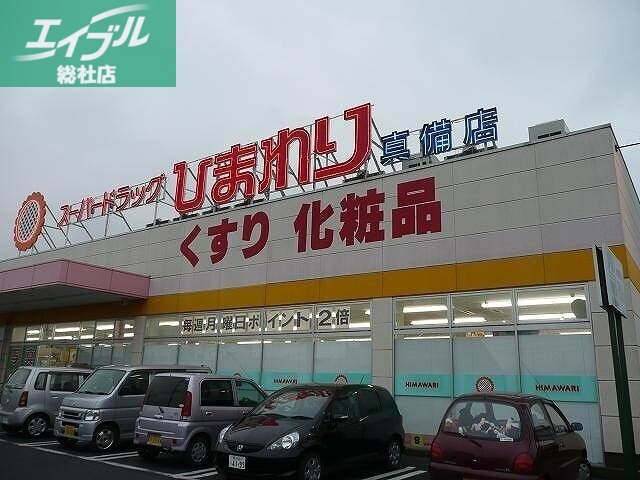 エイブル
総社店
スーパードラッグ ひまわり 真備店
くすり 化粧品
毎週月曜日ポイント2倍
HIMAWARI
HIMAWARI